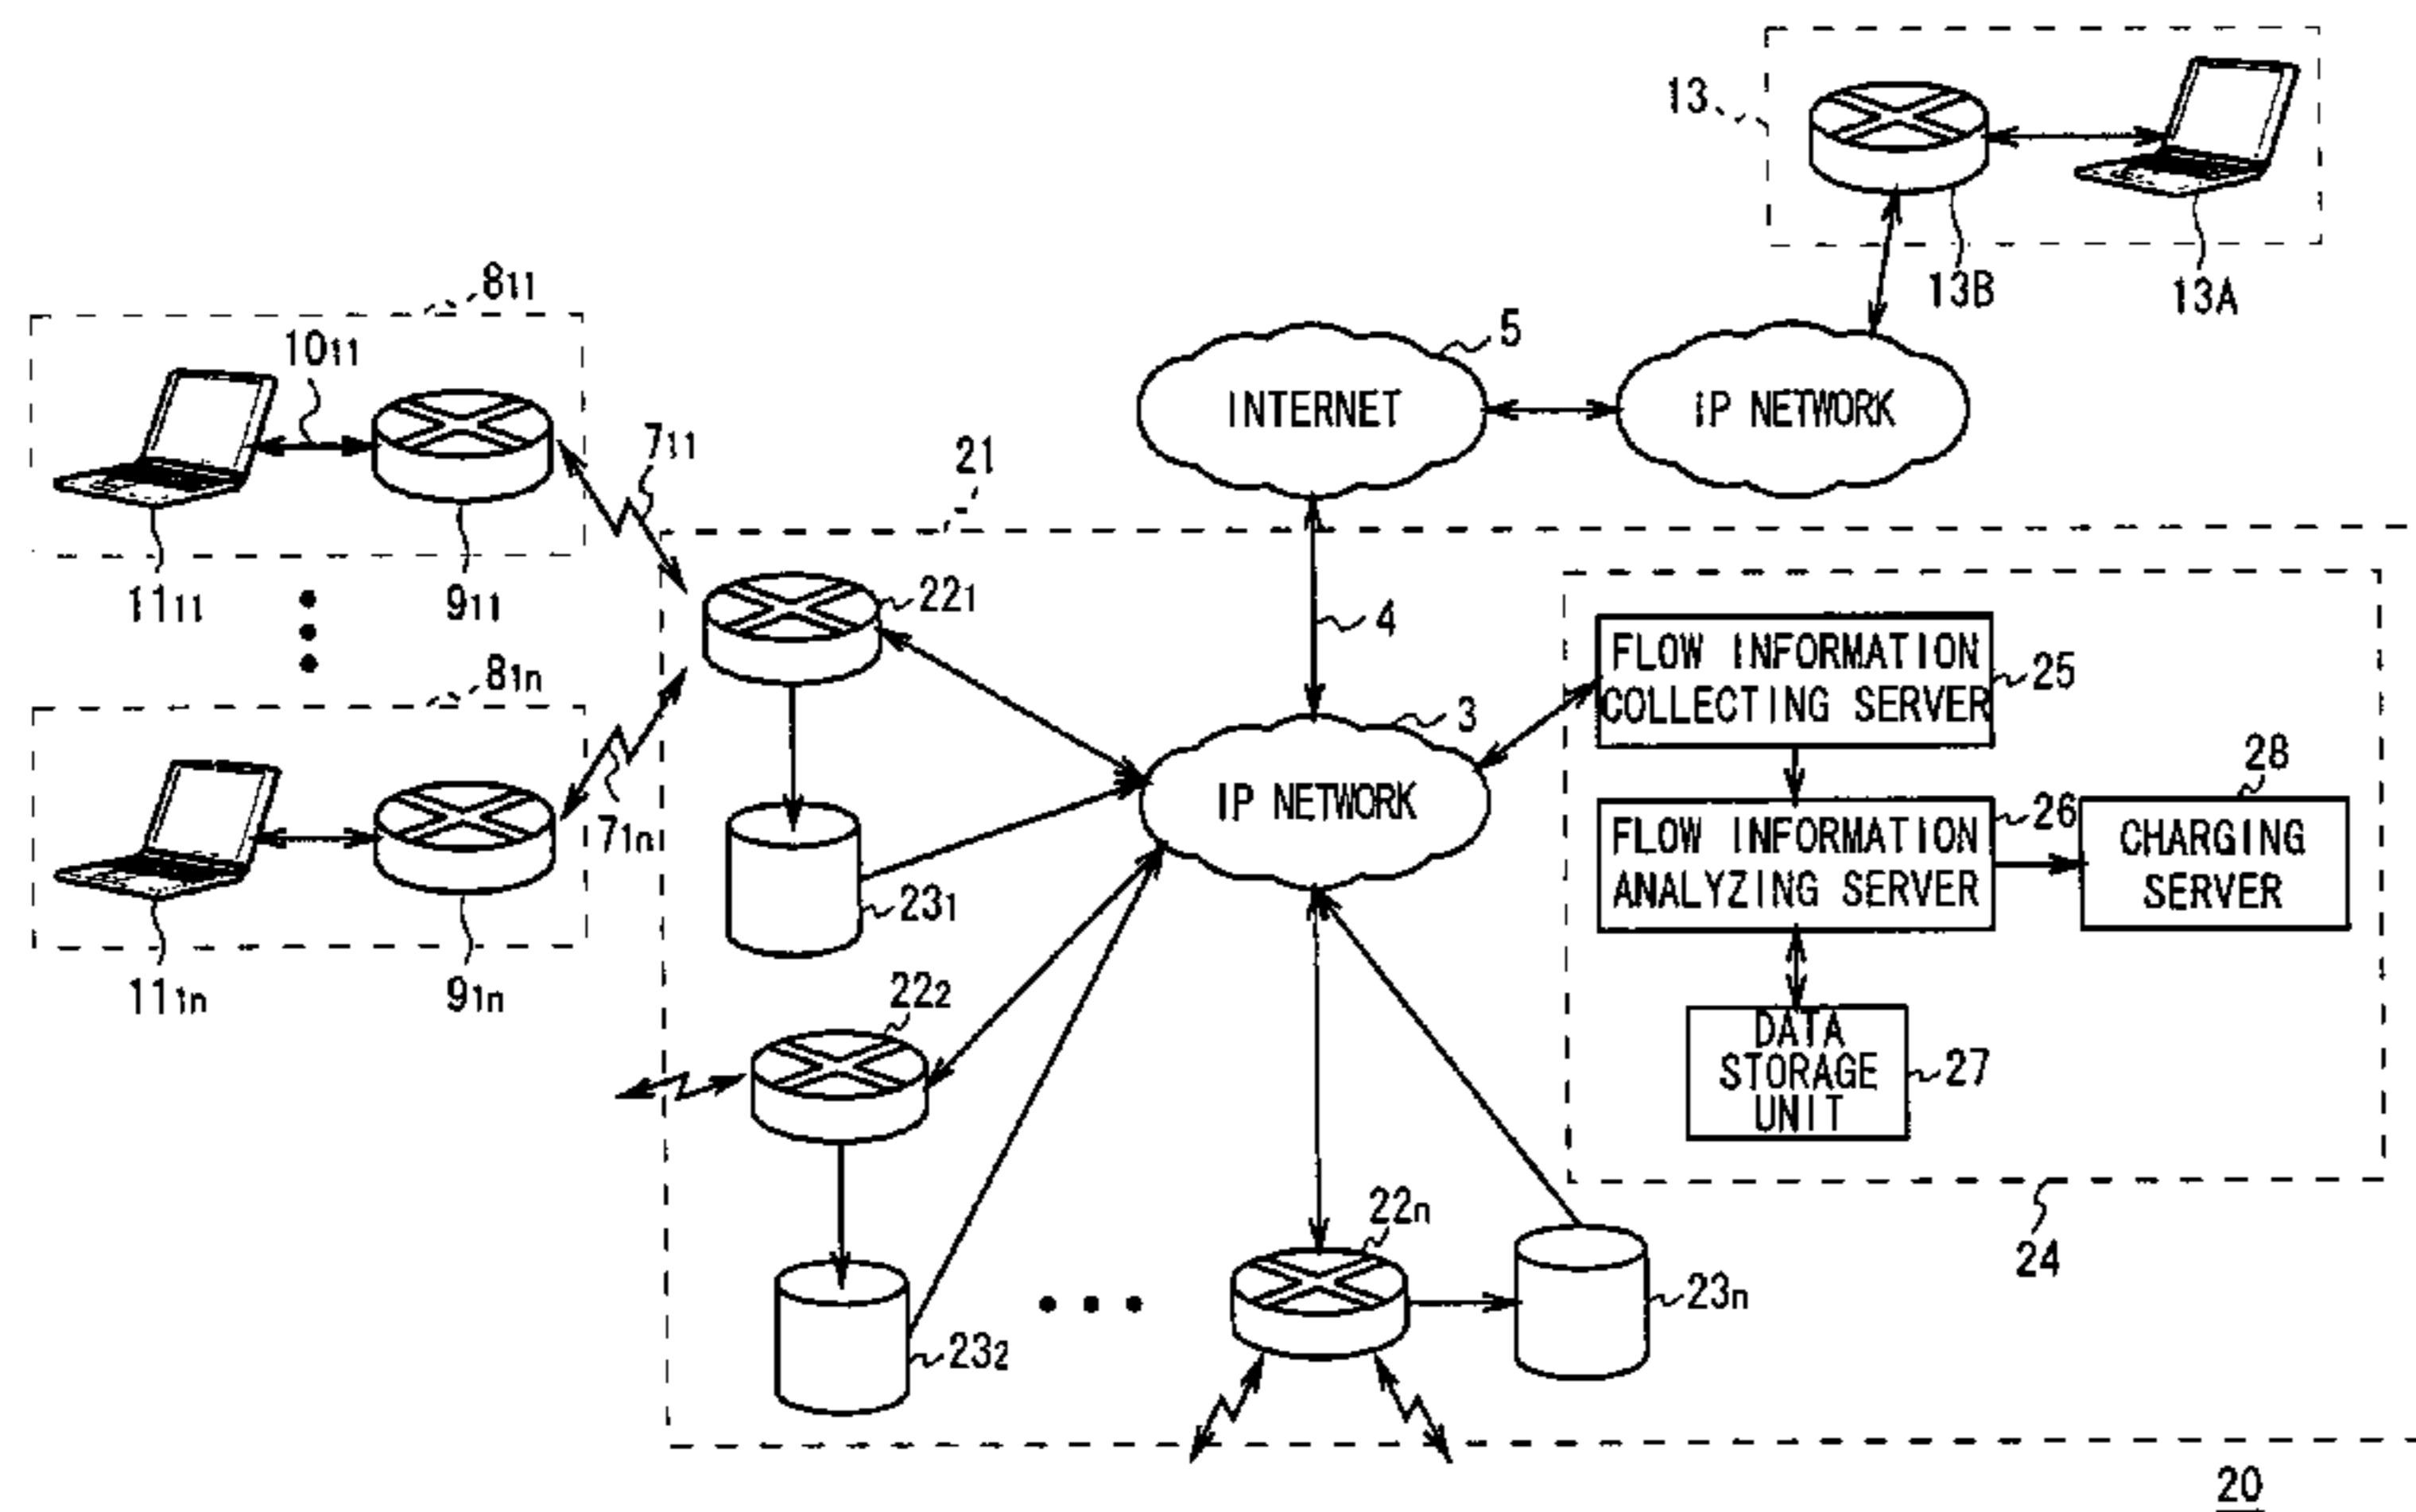 13
13B
13A
8₁₁
10₁₁
7₁₁
11₁₁
9₁₁
5
INTERNET
IP NETWORK
21
22₁
4
8₁ₙ
7₁ₙ
11₁ₙ
9₁ₙ
3
IP NETWORK
23₁
FLOW INFORMATION
COLLECTING SERVER
25
FLOW INFORMATION
ANALYZING SERVER
26
28
CHARGING
SERVER
DATA
STORAGE
UNIT
27
22₂
23₂
22ₙ
23ₙ
24
20